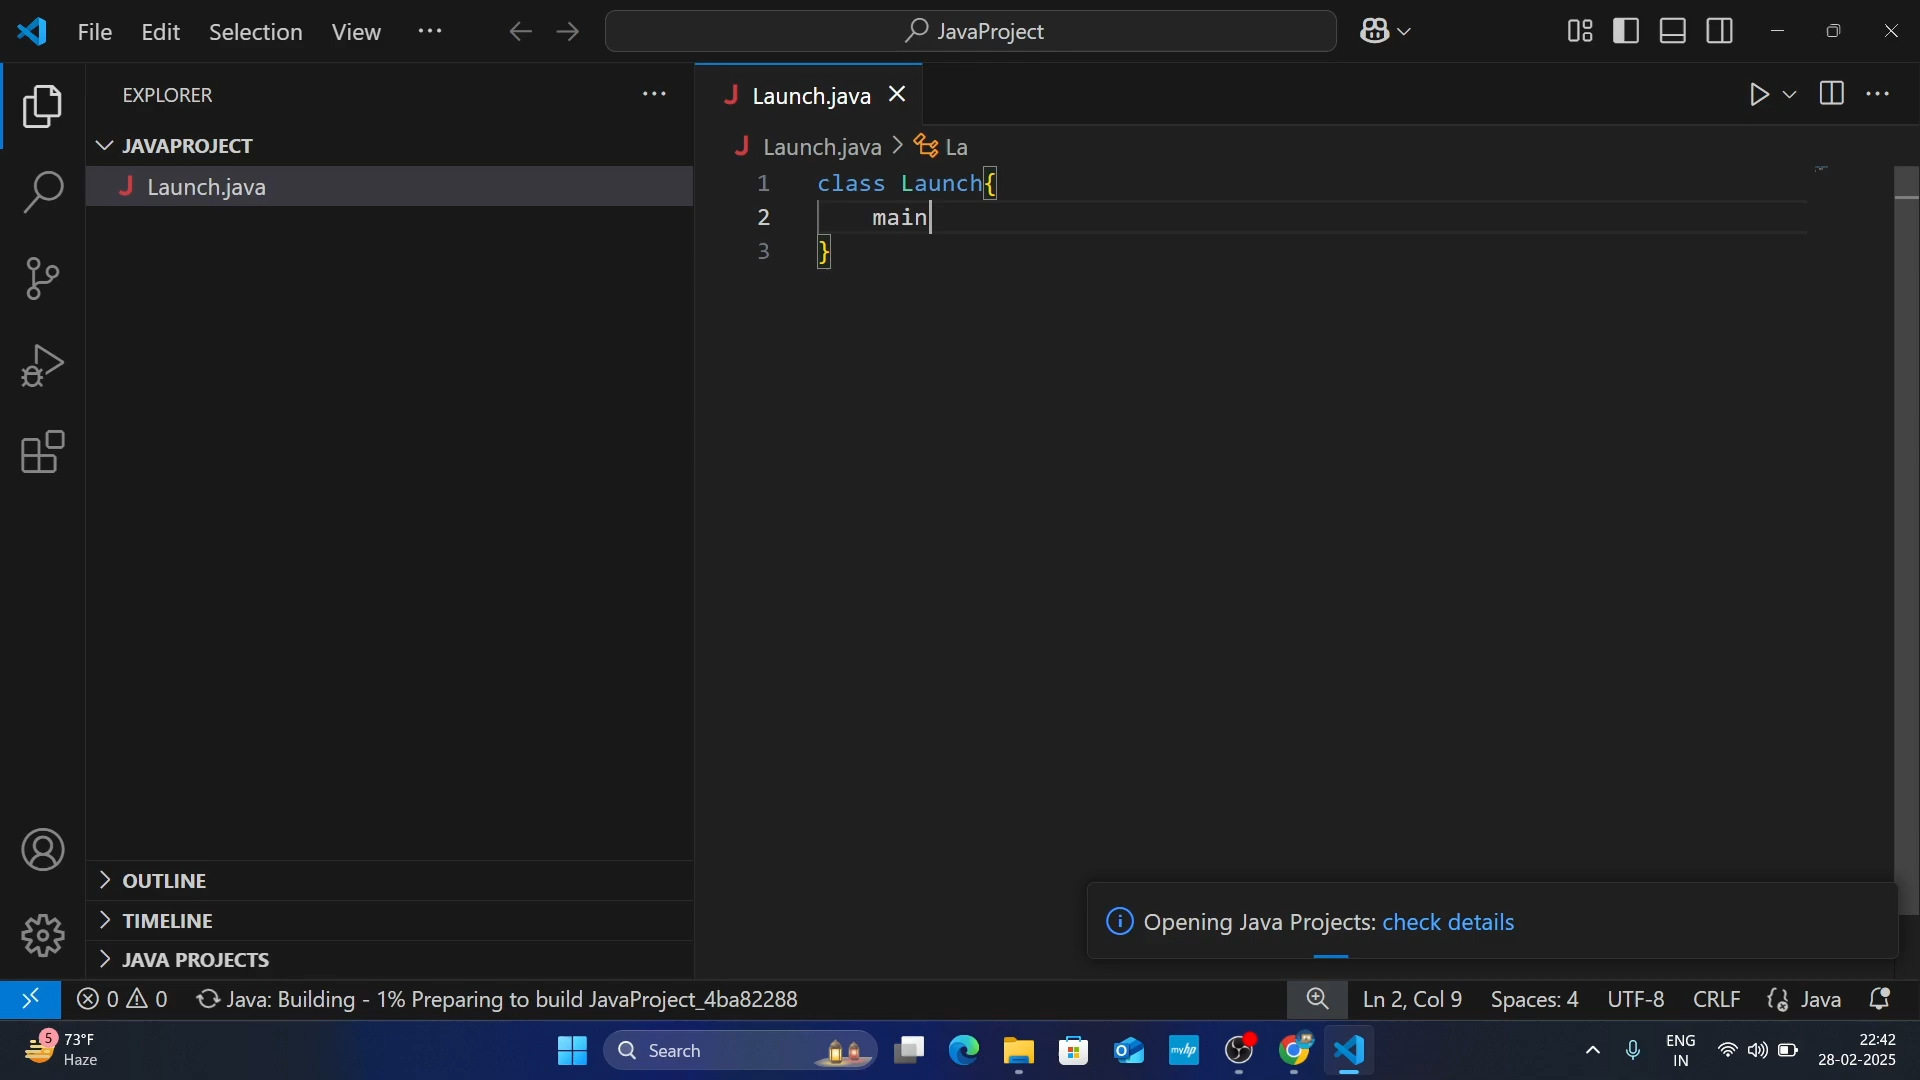 File Edit Selection View ···
JavaProject
EXPLORER ···
JAVAPROJECT
J Launch.java
OUTLINE
TIMELINE
JAVA PROJECTS
J Launch.java
J Launch.java > La
1 class Launch{
2 main
3 }
Opening Java Projects: check details
0 0 Java: Building - 1% Preparing to build JavaProject_4ba82288
Ln 2, Col 9 Spaces: 4 UTF-8 CRLF Java
5
73°F
Haze
Search
myhp
ENG
IN
22:42
28-02-2025